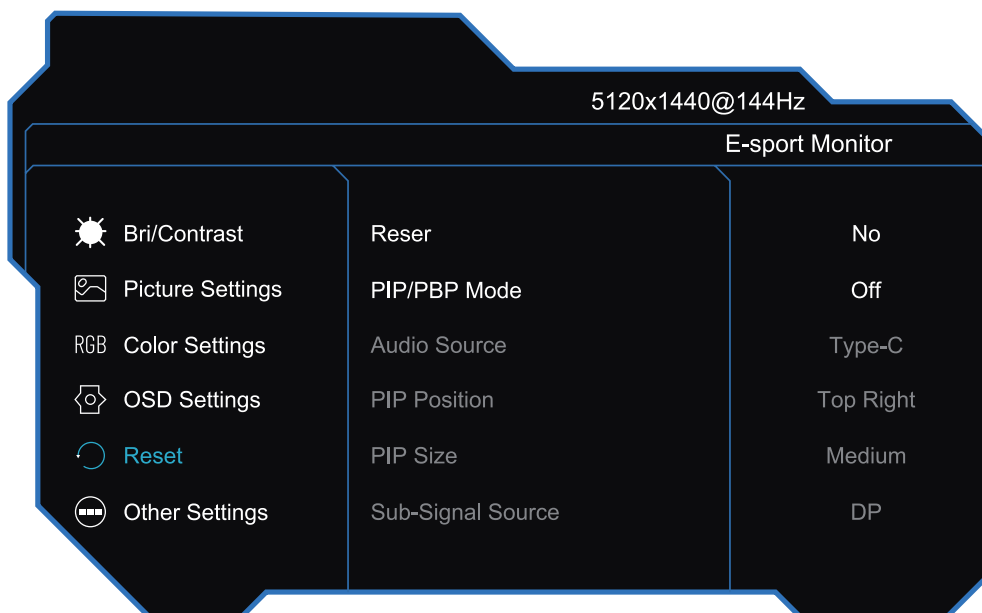 5120x1440@144Hz
E-sport Monitor
Bri/Contrast Reser No
Picture Settings PIP/PBP Mode Off
RGB Color Settings Audio Source Type-C
OSD Settings PIP Position Top Right
Reset PIP Size Medium
Other Settings Sub-Signal Source DP